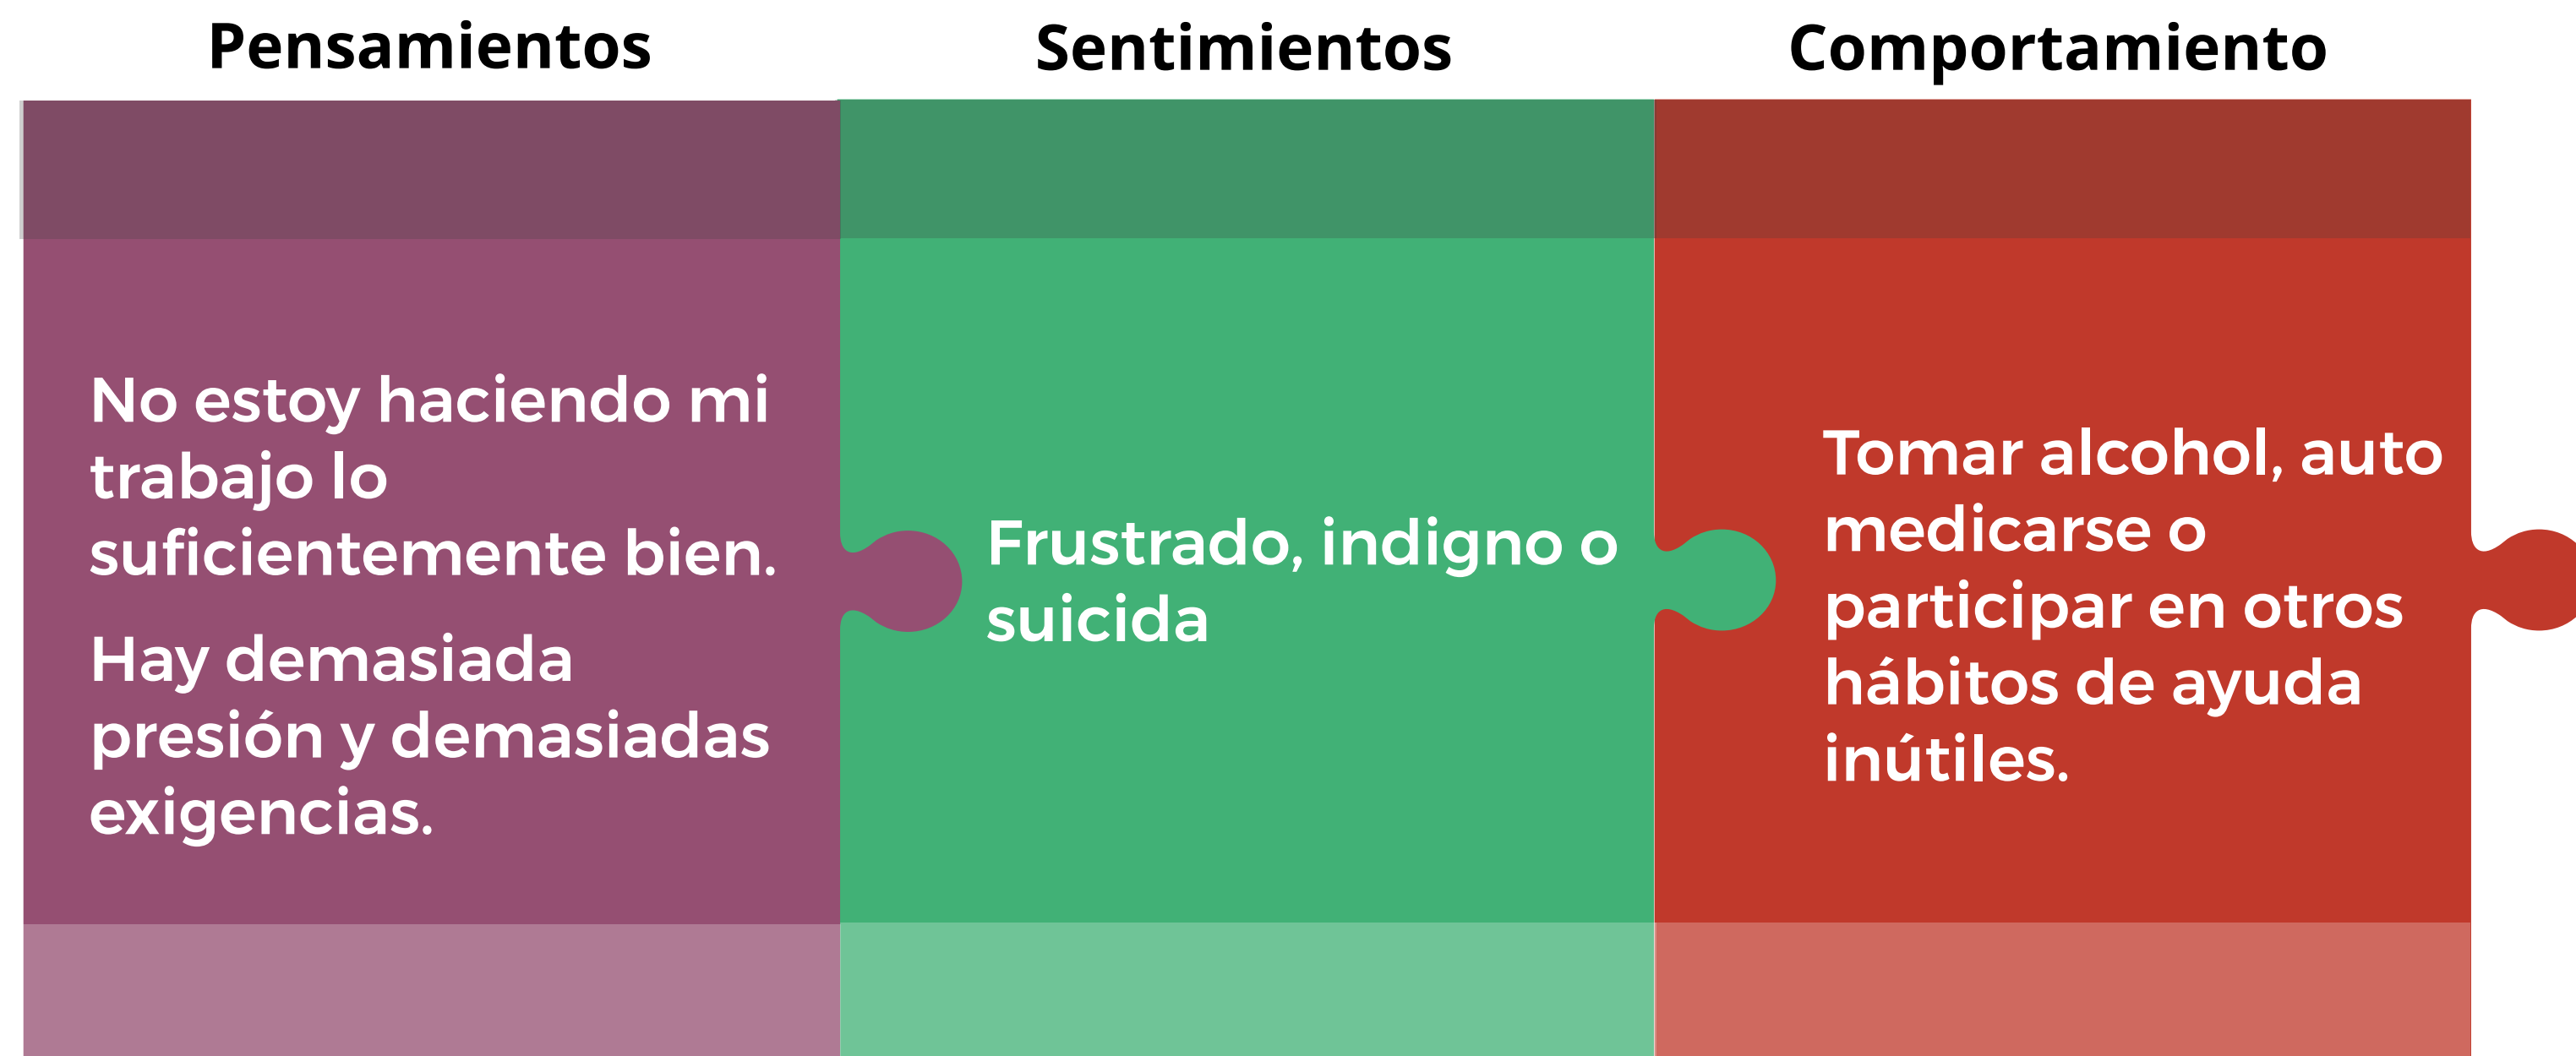 Pensamientos
Sentimientos
Comportamiento
No estoy haciendo mi
trabajo lo
suficientemente bien.
Hay demasiada
presión y demasiadas
exigencias.
Frustrado, indigno o
suicida
Tomar alcohol, auto
medicarse o
participar en otros
hábitos de ayuda
inútiles.